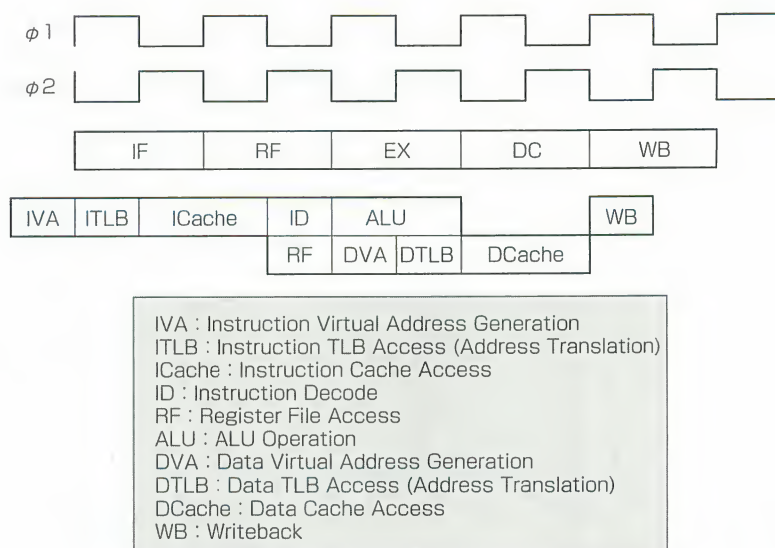 φ1
φ2
IF RF EX DC WB
IVA ITLB ICache ID ALU WB
RF DVA DTLB DCache
IVA : Instruction Virtual Address Generation
ITLB : Instruction TLB Access (Address Translation)
ICache : Instruction Cache Access
ID : Instruction Decode
RF : Register File Access
ALU : ALU Operation
DVA : Data Virtual Address Generation
DTLB : Data TLB Access (Address Translation)
DCache : Data Cache Access
WB : Writeback